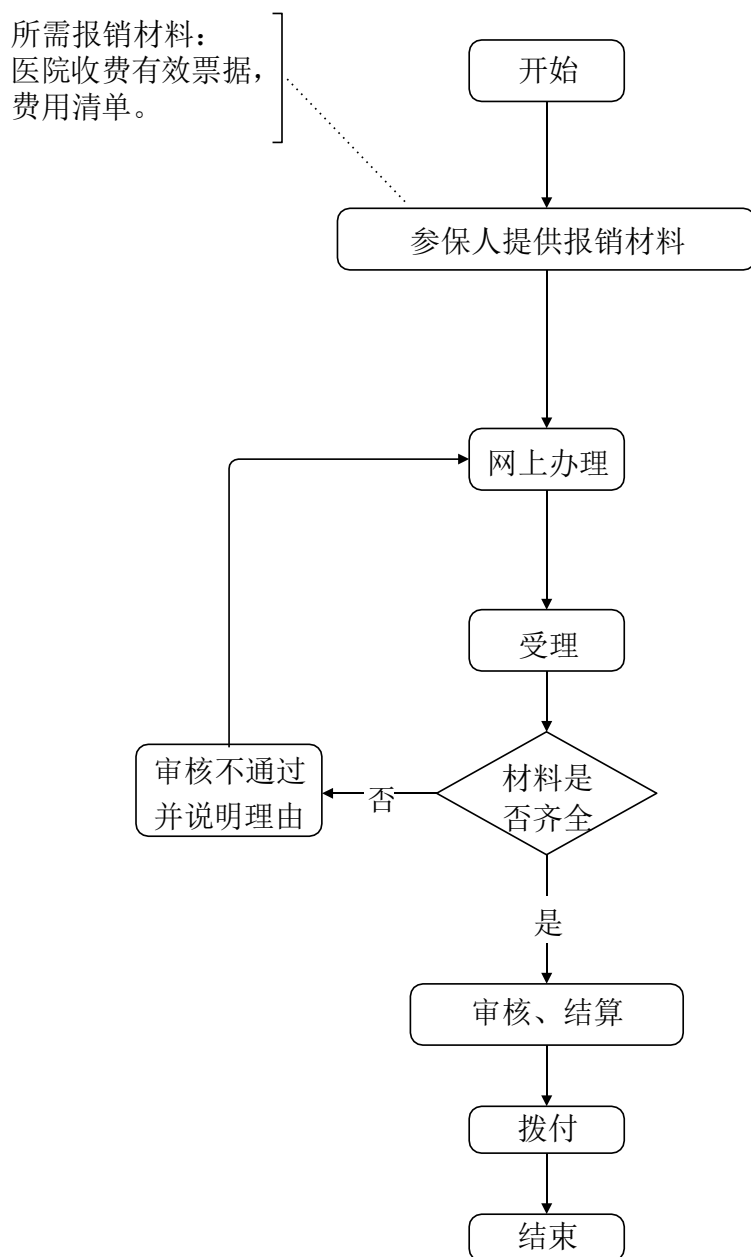 所需报销材料：
医院收费有效票据，
费用清单。
开始
参保人提供报销材料
网上办理
受理
材料是
否齐全
否
审核不通过
并说明理由
是
审核、结算
拨付
结束